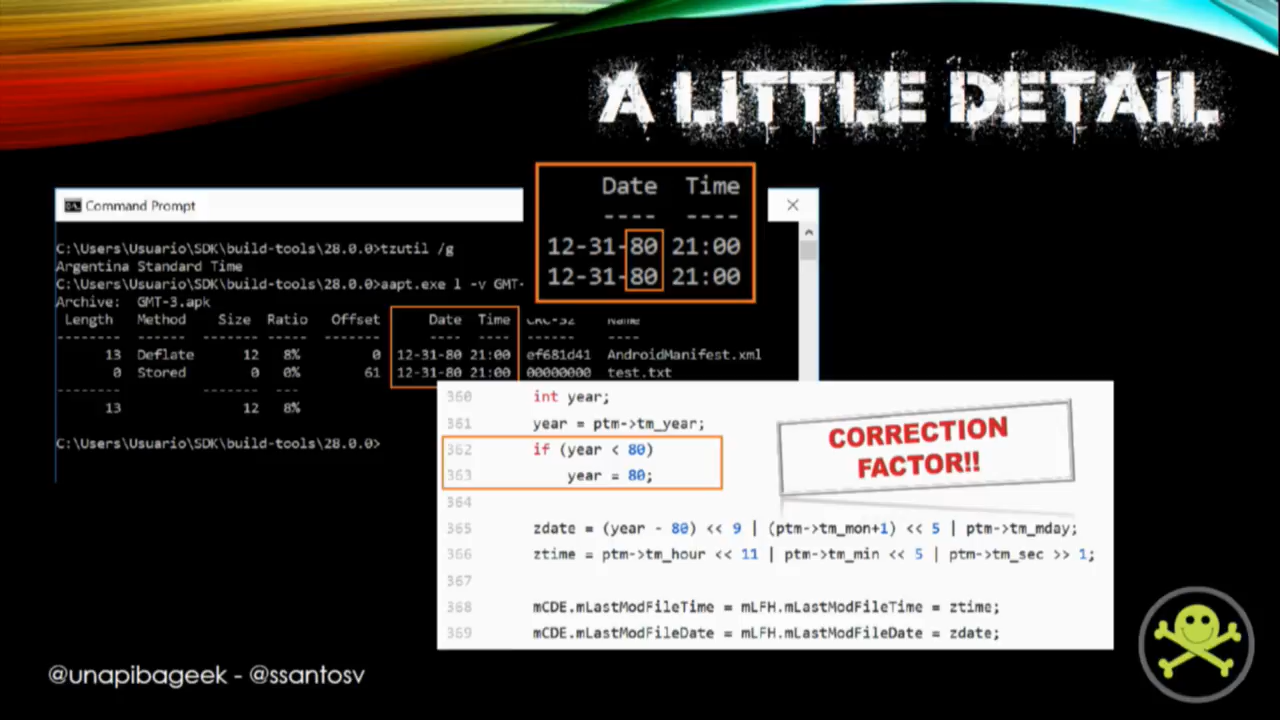 A LITTLE DETAIL
Date Time
---- ----
12-31-80 21:00
12-31-80 21:00
Command Prompt
C:\Users\Usuario\SDK\build-tools\28.0.0>tzutil /g
Argentina Standard Time
C:\Users\Usuario\SDK\build-tools\28.0.0>aapt.exe l -v GMT-
Archive: GMT-3.apk
Length Method Size Ratio Offset Date Time CRC-32 Name
-------- ------ ------- ----- ------- ---- ---- ------ ----
13 Deflate 12 8% 0 12-31-80 21:00 ef681d41 AndroidManifest.xml
0 Stored 0 0% 61 12-31-80 21:00 00000000 test.txt
-------- ------- ---
13 12 8%
C:\Users\Usuario\SDK\build-tools\28.0.0>
360 int year;
361 year = ptm->tm_year;
362 if (year < 80)
363 year = 80;
364
365 zdate = (year - 80) << 9 | (ptm->tm_mon+1) << 5 | ptm->tm_mday;
366 ztime = ptm->tm_hour << 11 | ptm->tm_min << 5 | ptm->tm_sec >> 1;
367
368 mCDE.mLastModFileTime = mLFH.mLastModFileTime = ztime;
369 mCDE.mLastModFileDate = mLFH.mLastModFileDate = zdate;
CORRECTION
FACTOR!!
@unapibageek - @ssantosv